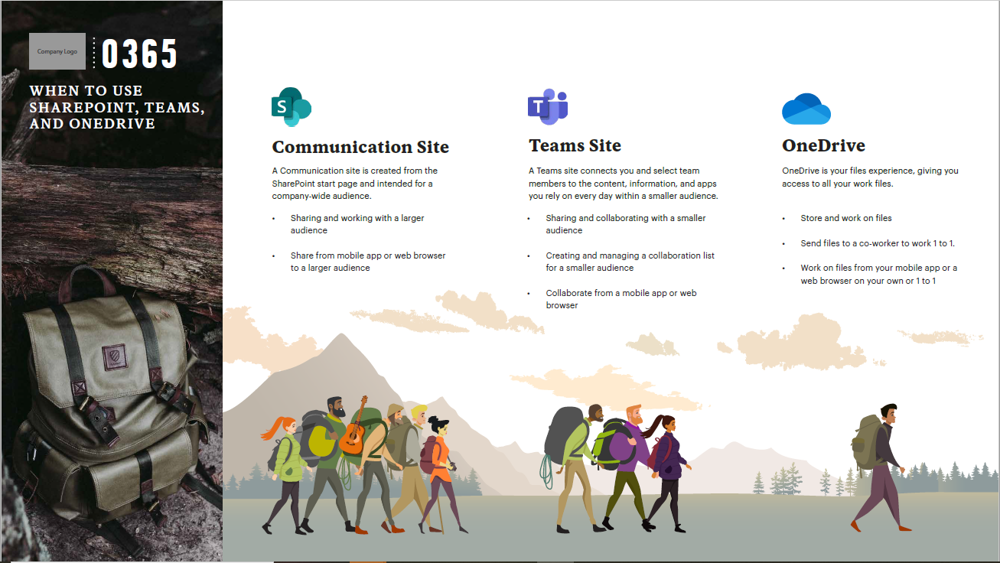 Company Logo
0365
WHEN TO USE
SHAREPOINT, TEAMS,
AND ONEDRIVE
S
Communication Site
A Communication site is created from the
SharePoint start page and intended for a
company-wide audience.
• Sharing and working with a larger
audience
• Share from mobile app or web browser
to a larger audience
T
Teams Site
A Teams site connects you and select team
members to the content, information, and apps
you rely on every day within a smaller audience.
• Sharing and collaborating with a smaller
audience
• Creating and managing a collaboration list
for a smaller audience
• Collaborate from a mobile app or web
browser
OneDrive
OneDrive is your files experience, giving you
access to all your work files.
• Store and work on files
• Send files to a co-worker to work 1 to 1.
• Work on files from your mobile app or a
web browser on your own or 1 to 1